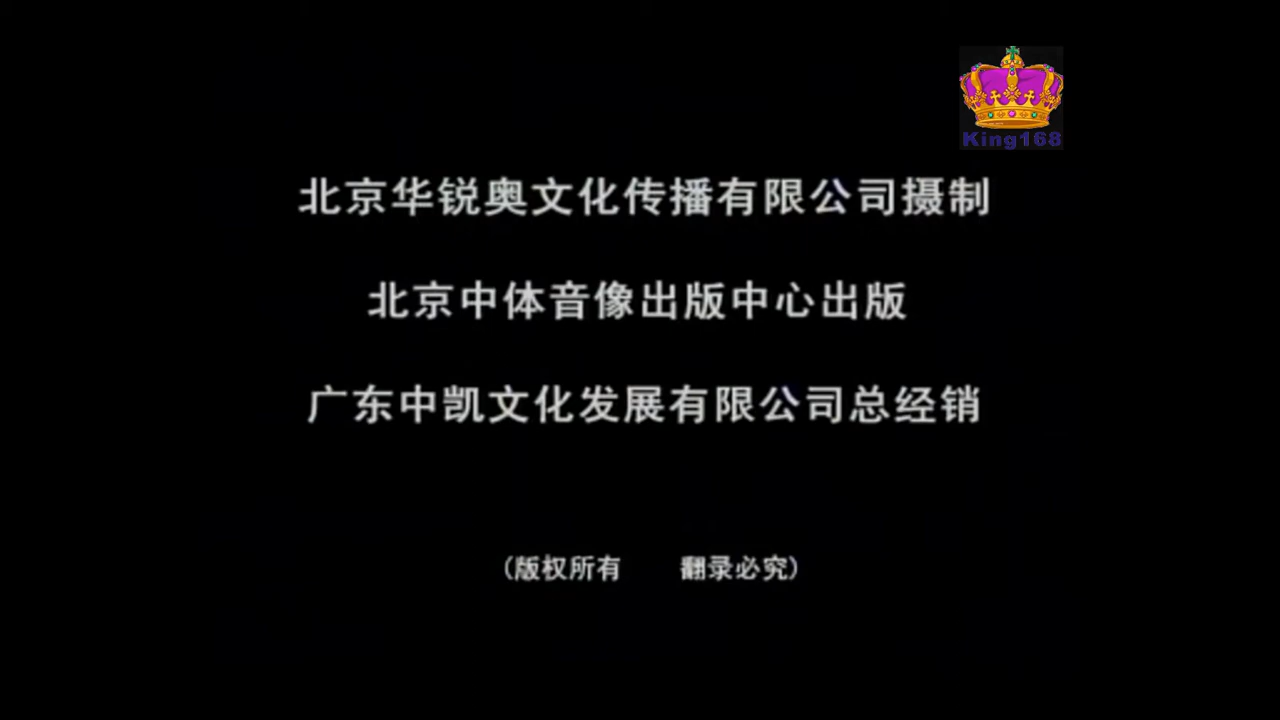 King168
北京华锐奥文化传播有限公司摄制
北京中体音像出版中心出版
广东中凯文化发展有限公司总经销
(版权所有　　翻录必究)